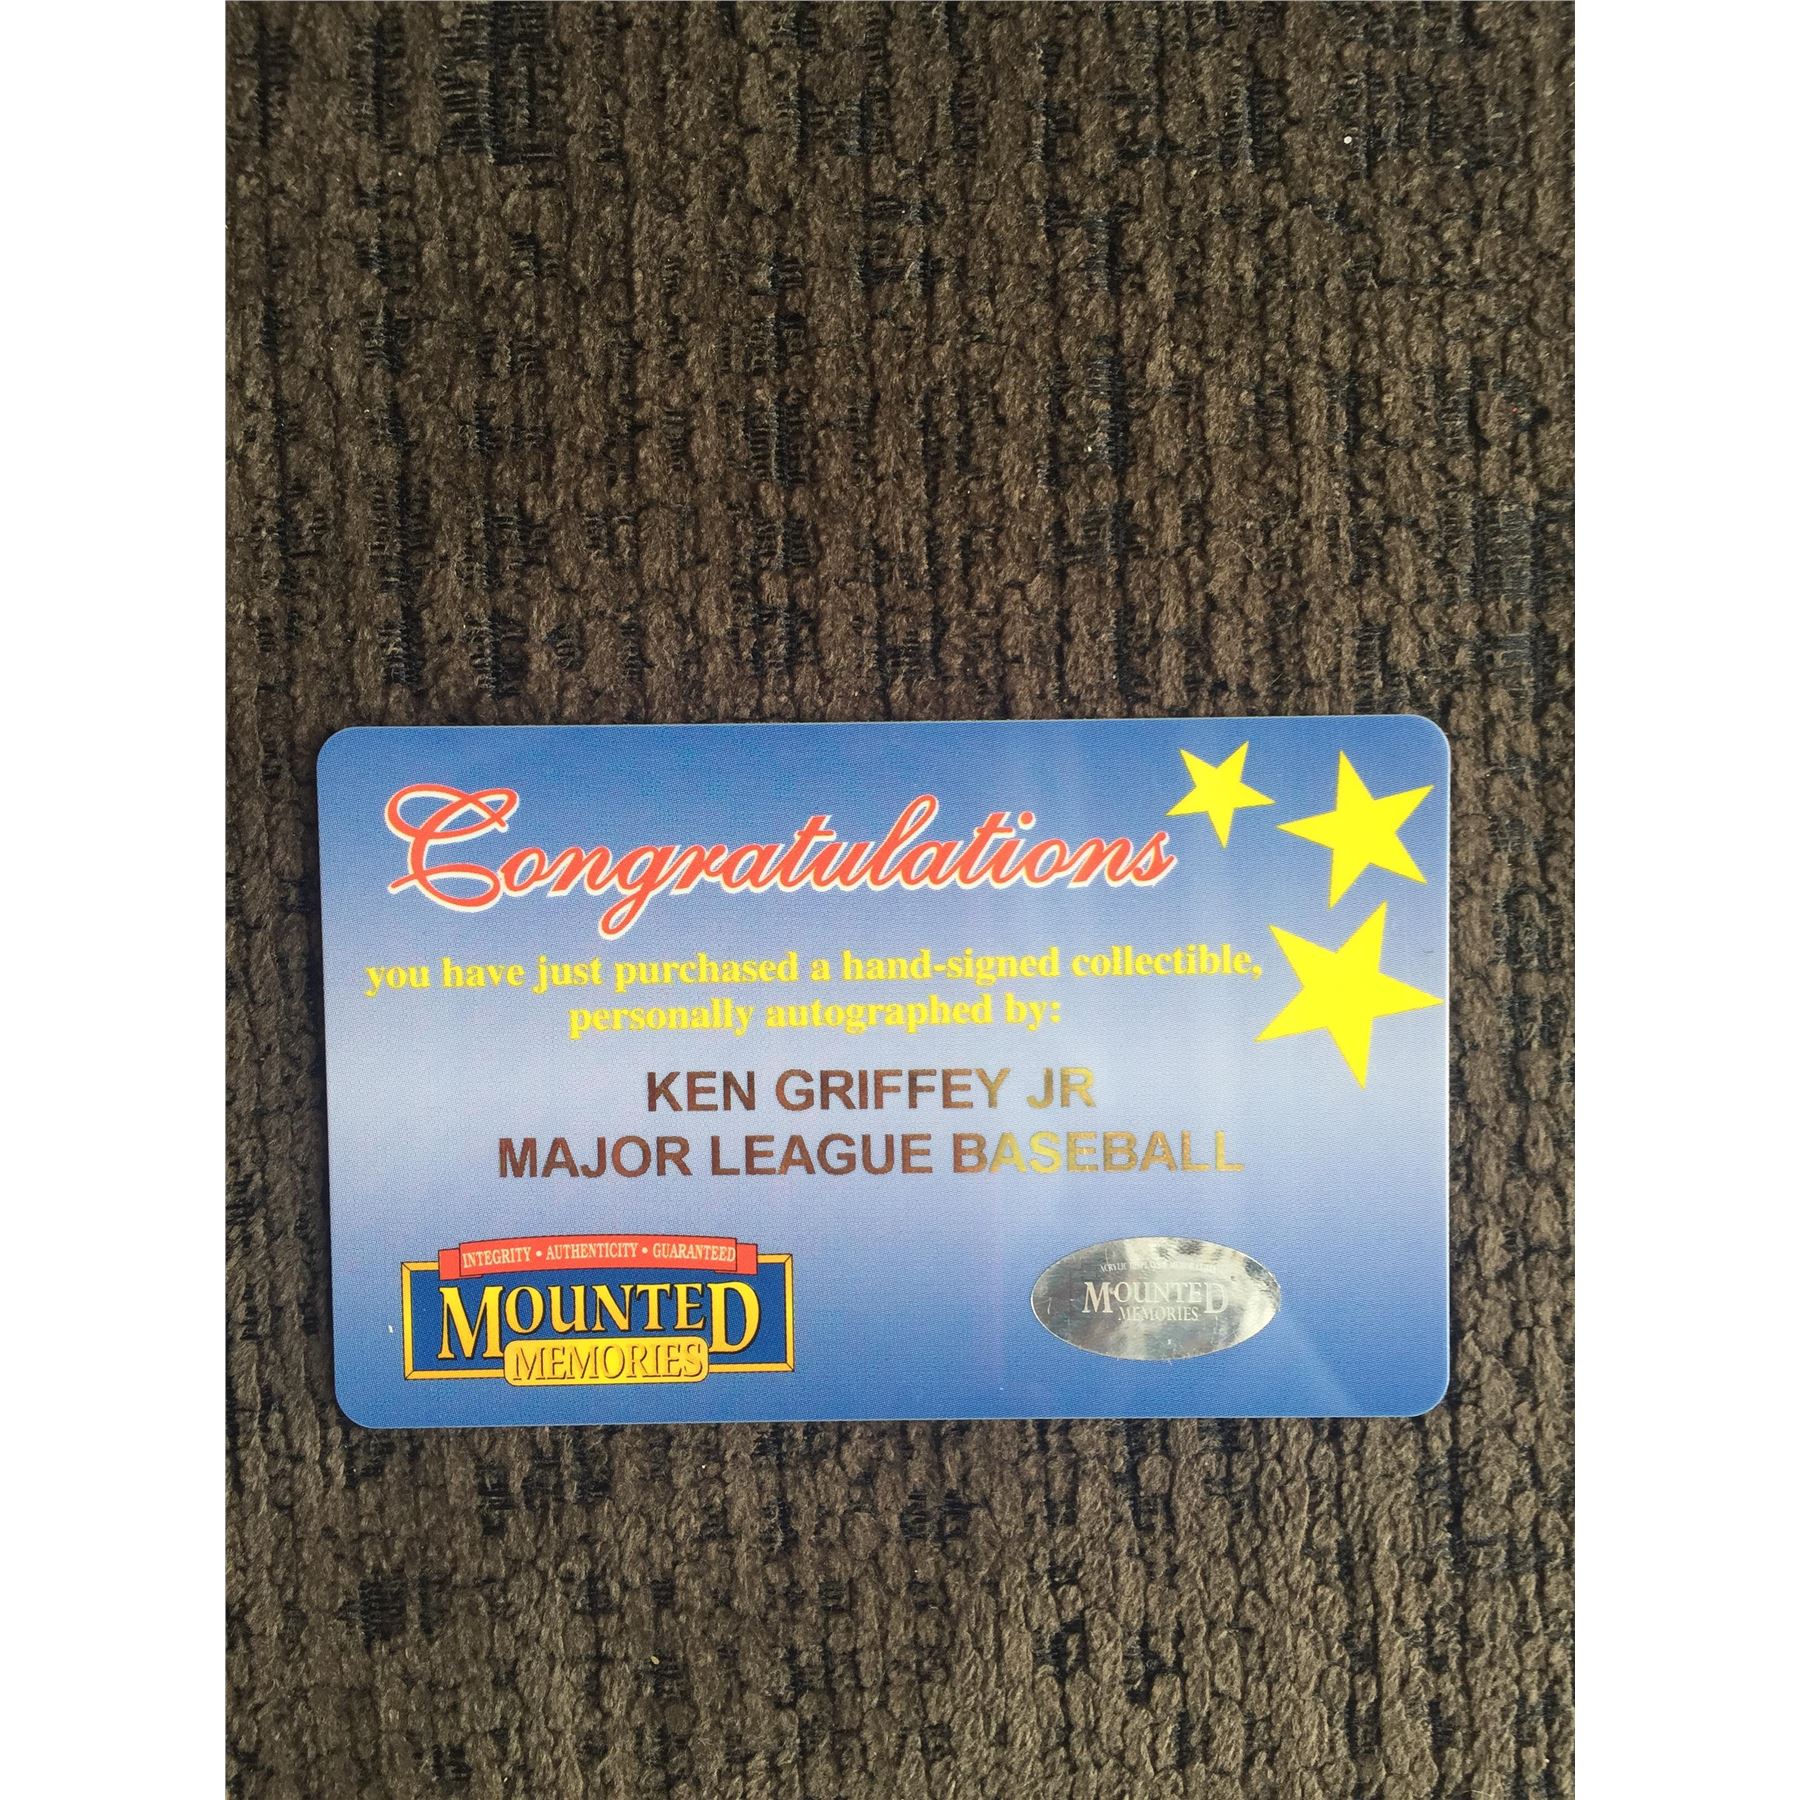 Congratulations
you have just purchased a hand-signed collectible,
personally autographed by:
KEN GRIFFEY JR
MAJOR LEAGUE BASEBALL
INTEGRITY • AUTHENTICITY • GUARANTEED
MOUNTED
MEMORIES
MOUNTED
MEMORIES